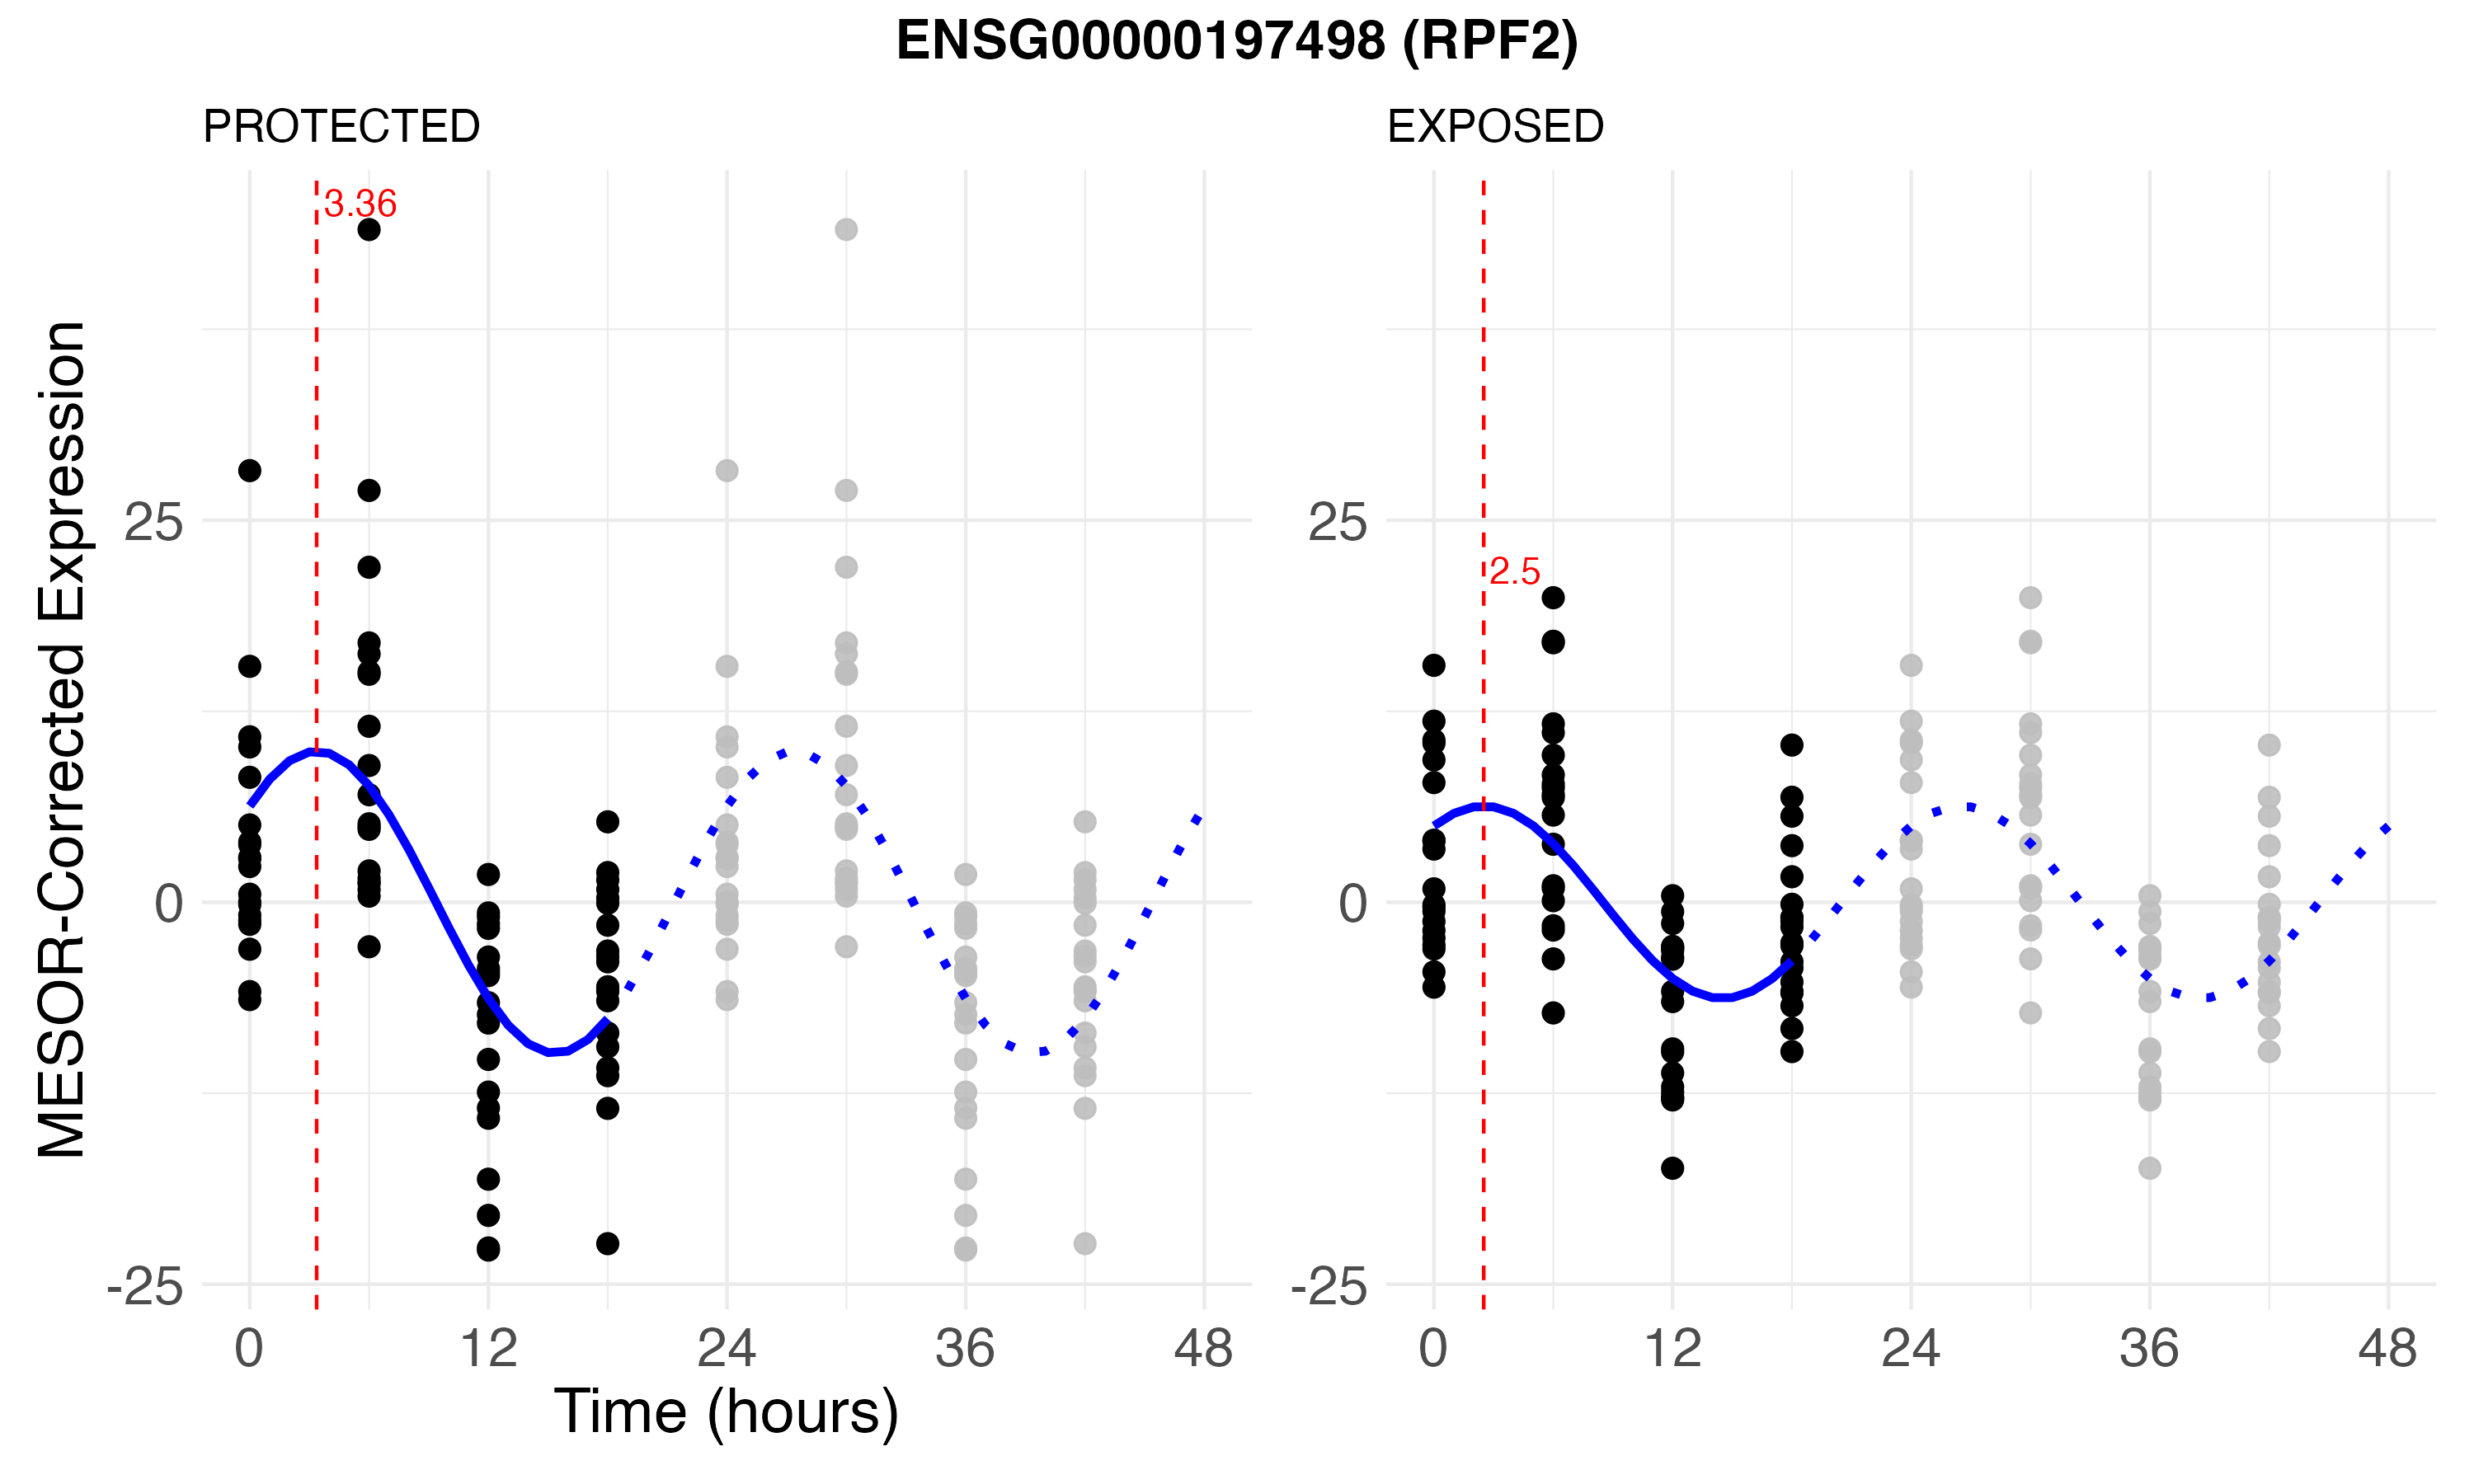 ENSG00000197498 (RPF2)
PROTECTED
EXPOSED
3.36
2.5
MESOR-Corrected Expression
25
0
-25
25
0
-25
0 12 24 36 48
0 12 24 36 48
Time (hours)